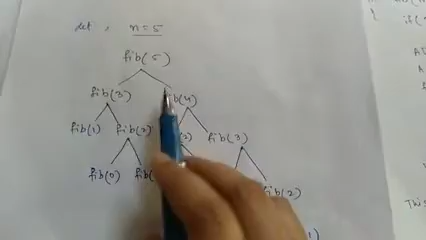 let , n=5
fib(5)
fib(3) fib(4)
fib(1) fib(2) fib(3)
fib(0) fib(2)